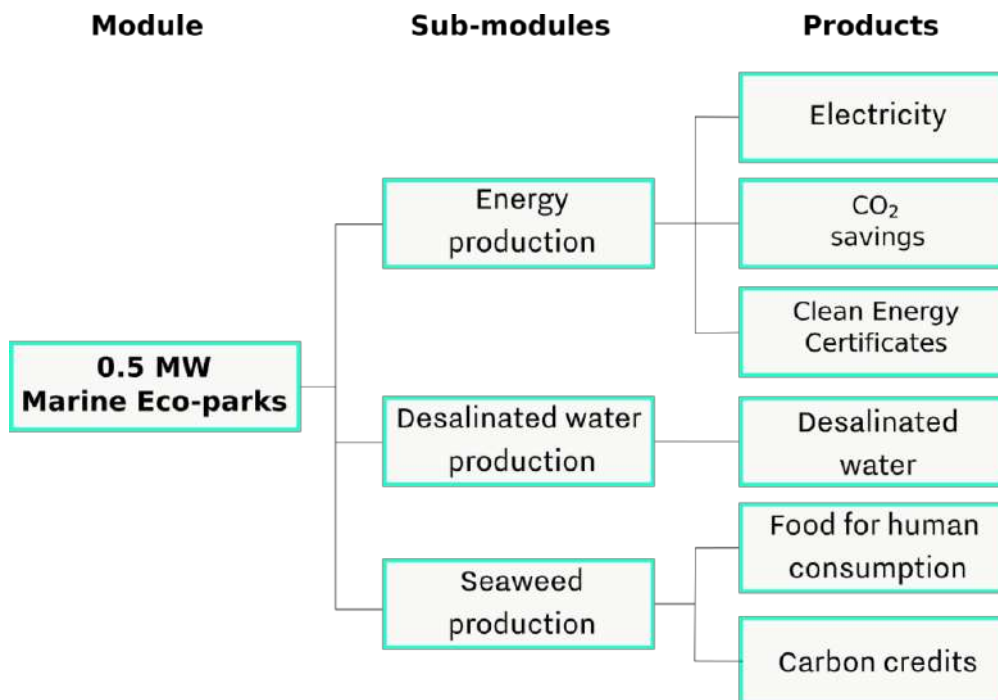 Module
Sub-modules
Products
0.5 MW
Marine Eco-parks
Energy
production
Desalinated water
production
Seaweed
production
Electricity
CO₂
savings
Clean Energy
Certificates
Desalinated
water
Food for human
consumption
Carbon credits